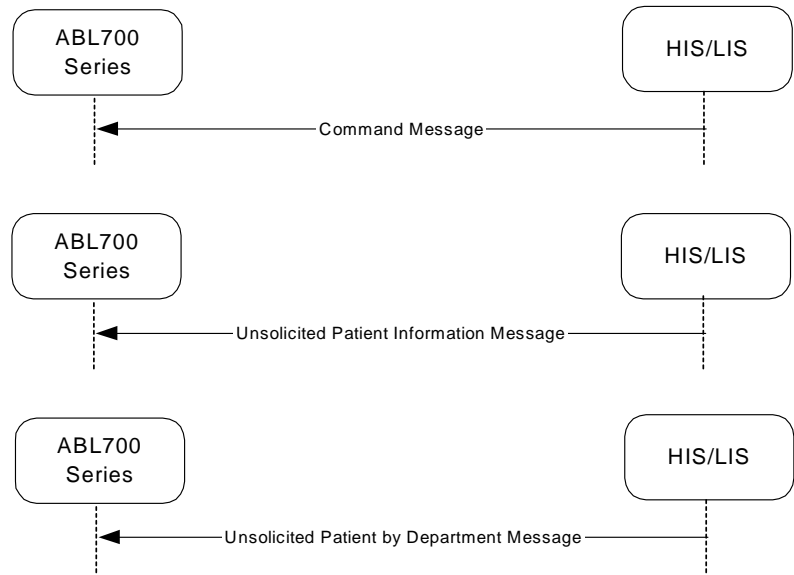 ABL700
Series
HIS/LIS
Command Message
ABL700
Series
HIS/LIS
Unsolicited Patient Information Message
ABL700
Series
HIS/LIS
Unsolicited Patient by Department Message